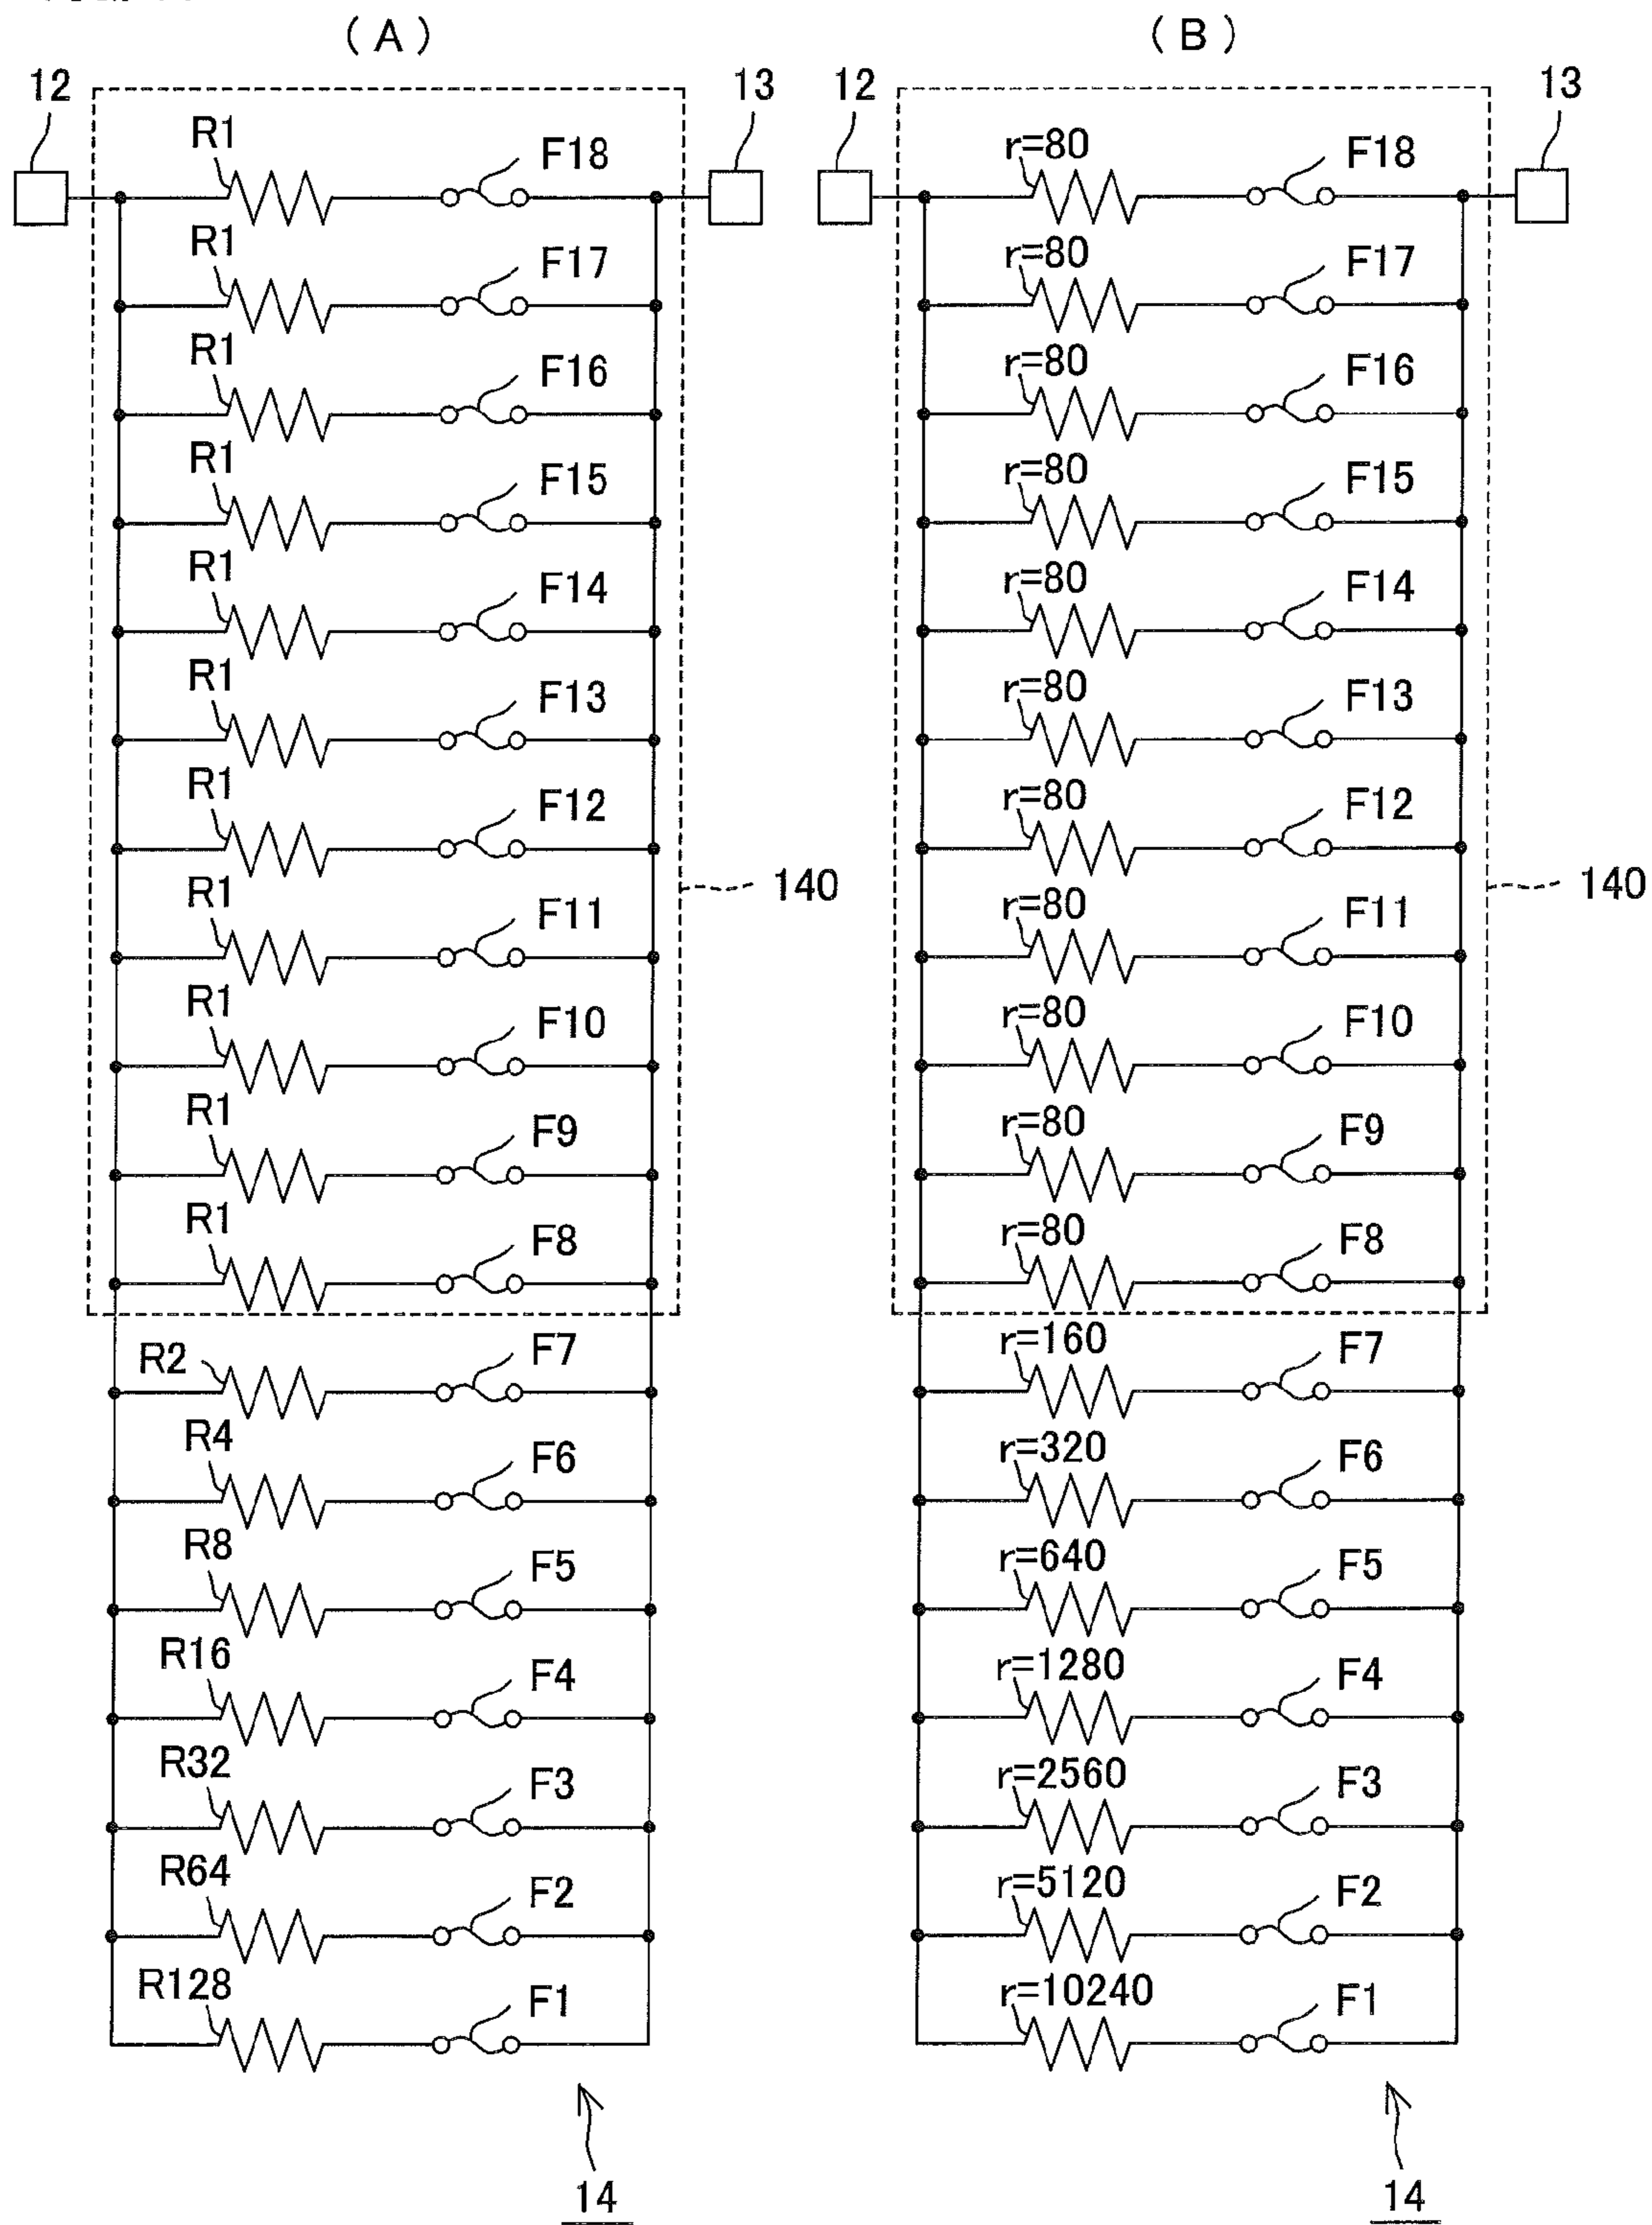 (A)
12
13
R1
F18
R1
F17
R1
F16
R1
F15
R1
F14
R1
F13
R1
F12
R1
F11
140
R1
F10
R1
F9
R1
F8
R2
F7
R4
F6
R8
F5
R16
F4
R32
F3
R64
F2
R128
F1
14
(B)
12
13
r=80
F18
r=80
F17
r=80
F16
r=80
F15
r=80
F14
r=80
F13
r=80
F12
r=80
F11
140
r=80
F10
r=80
F9
r=80
F8
r=160
F7
r=320
F6
r=640
F5
r=1280
F4
r=2560
F3
r=5120
F2
r=10240
F1
14